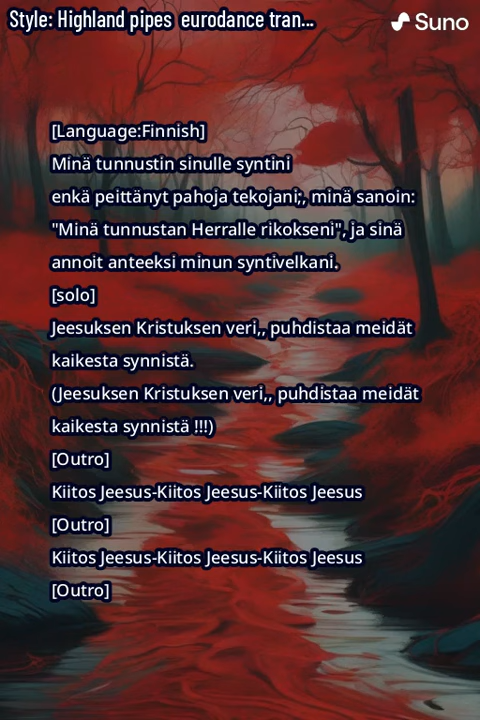 Style: Highland pipes eurodance tran...
Suno
[Language:Finnish]
Minä tunnustin sinulle syntini
enkä peittänyt pahoja tekojani;, minä sanoin:
"Minä tunnustan Herralle rikokseni", ja sinä
annoit anteeksi minun syntivelkani.
[solo]
Jeesuksen Kristuksen veri,, puhdistaa meidät
kaikesta synnistä.
(Jeesuksen Kristuksen veri,, puhdistaa meidät
kaikesta synnistä !!!)
[Outro]
Kiitos Jeesus-Kiitos Jeesus-Kiitos Jeesus
[Outro]
Kiitos Jeesus-Kiitos Jeesus-Kiitos Jeesus
[Outro]